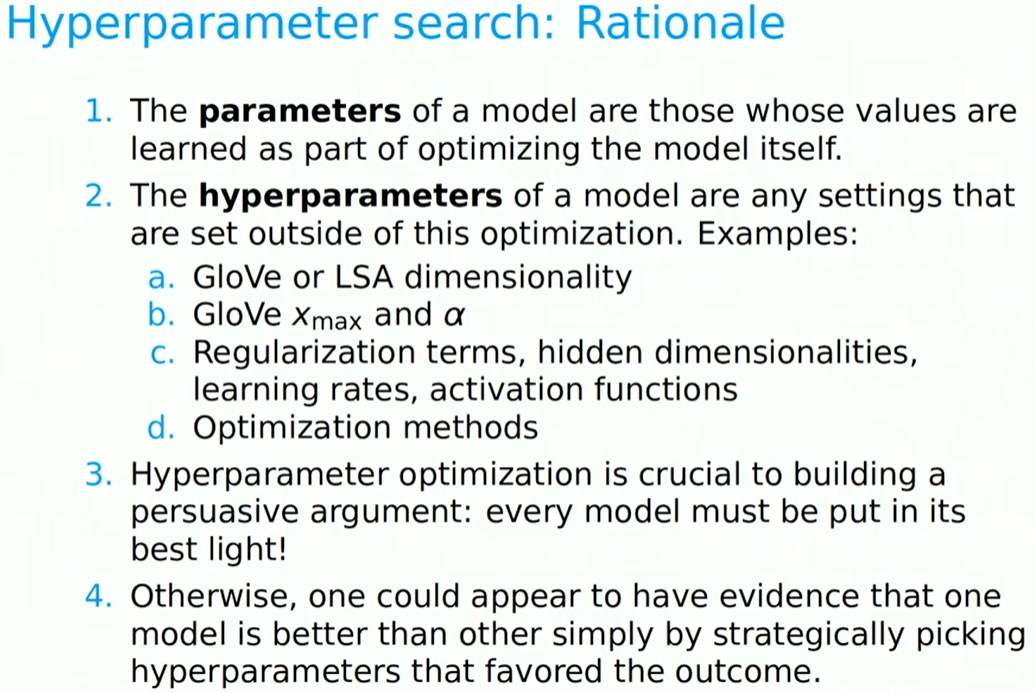 Hyperparameter search: Rationale
1. The parameters of a model are those whose values are
learned as part of optimizing the model itself.
2. The hyperparameters of a model are any settings that
are set outside of this optimization. Examples:
a. GloVe or LSA dimensionality
b. GloVe xmax and α
c. Regularization terms, hidden dimensionalities,
learning rates, activation functions
d. Optimization methods
3. Hyperparameter optimization is crucial to building a
persuasive argument: every model must be put in its
best light!
4. Otherwise, one could appear to have evidence that one
model is better than other simply by strategically picking
hyperparameters that favored the outcome.